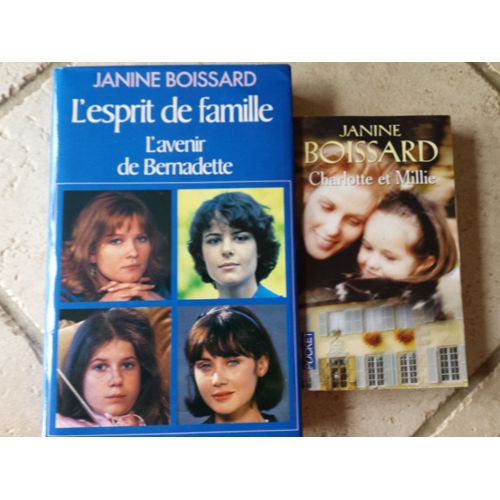 JANINE BOISSARD
L'esprit de famille
L'avenir
de Bernadette
JANINE
BOISSARD
Charlotte et Millie
POCKET